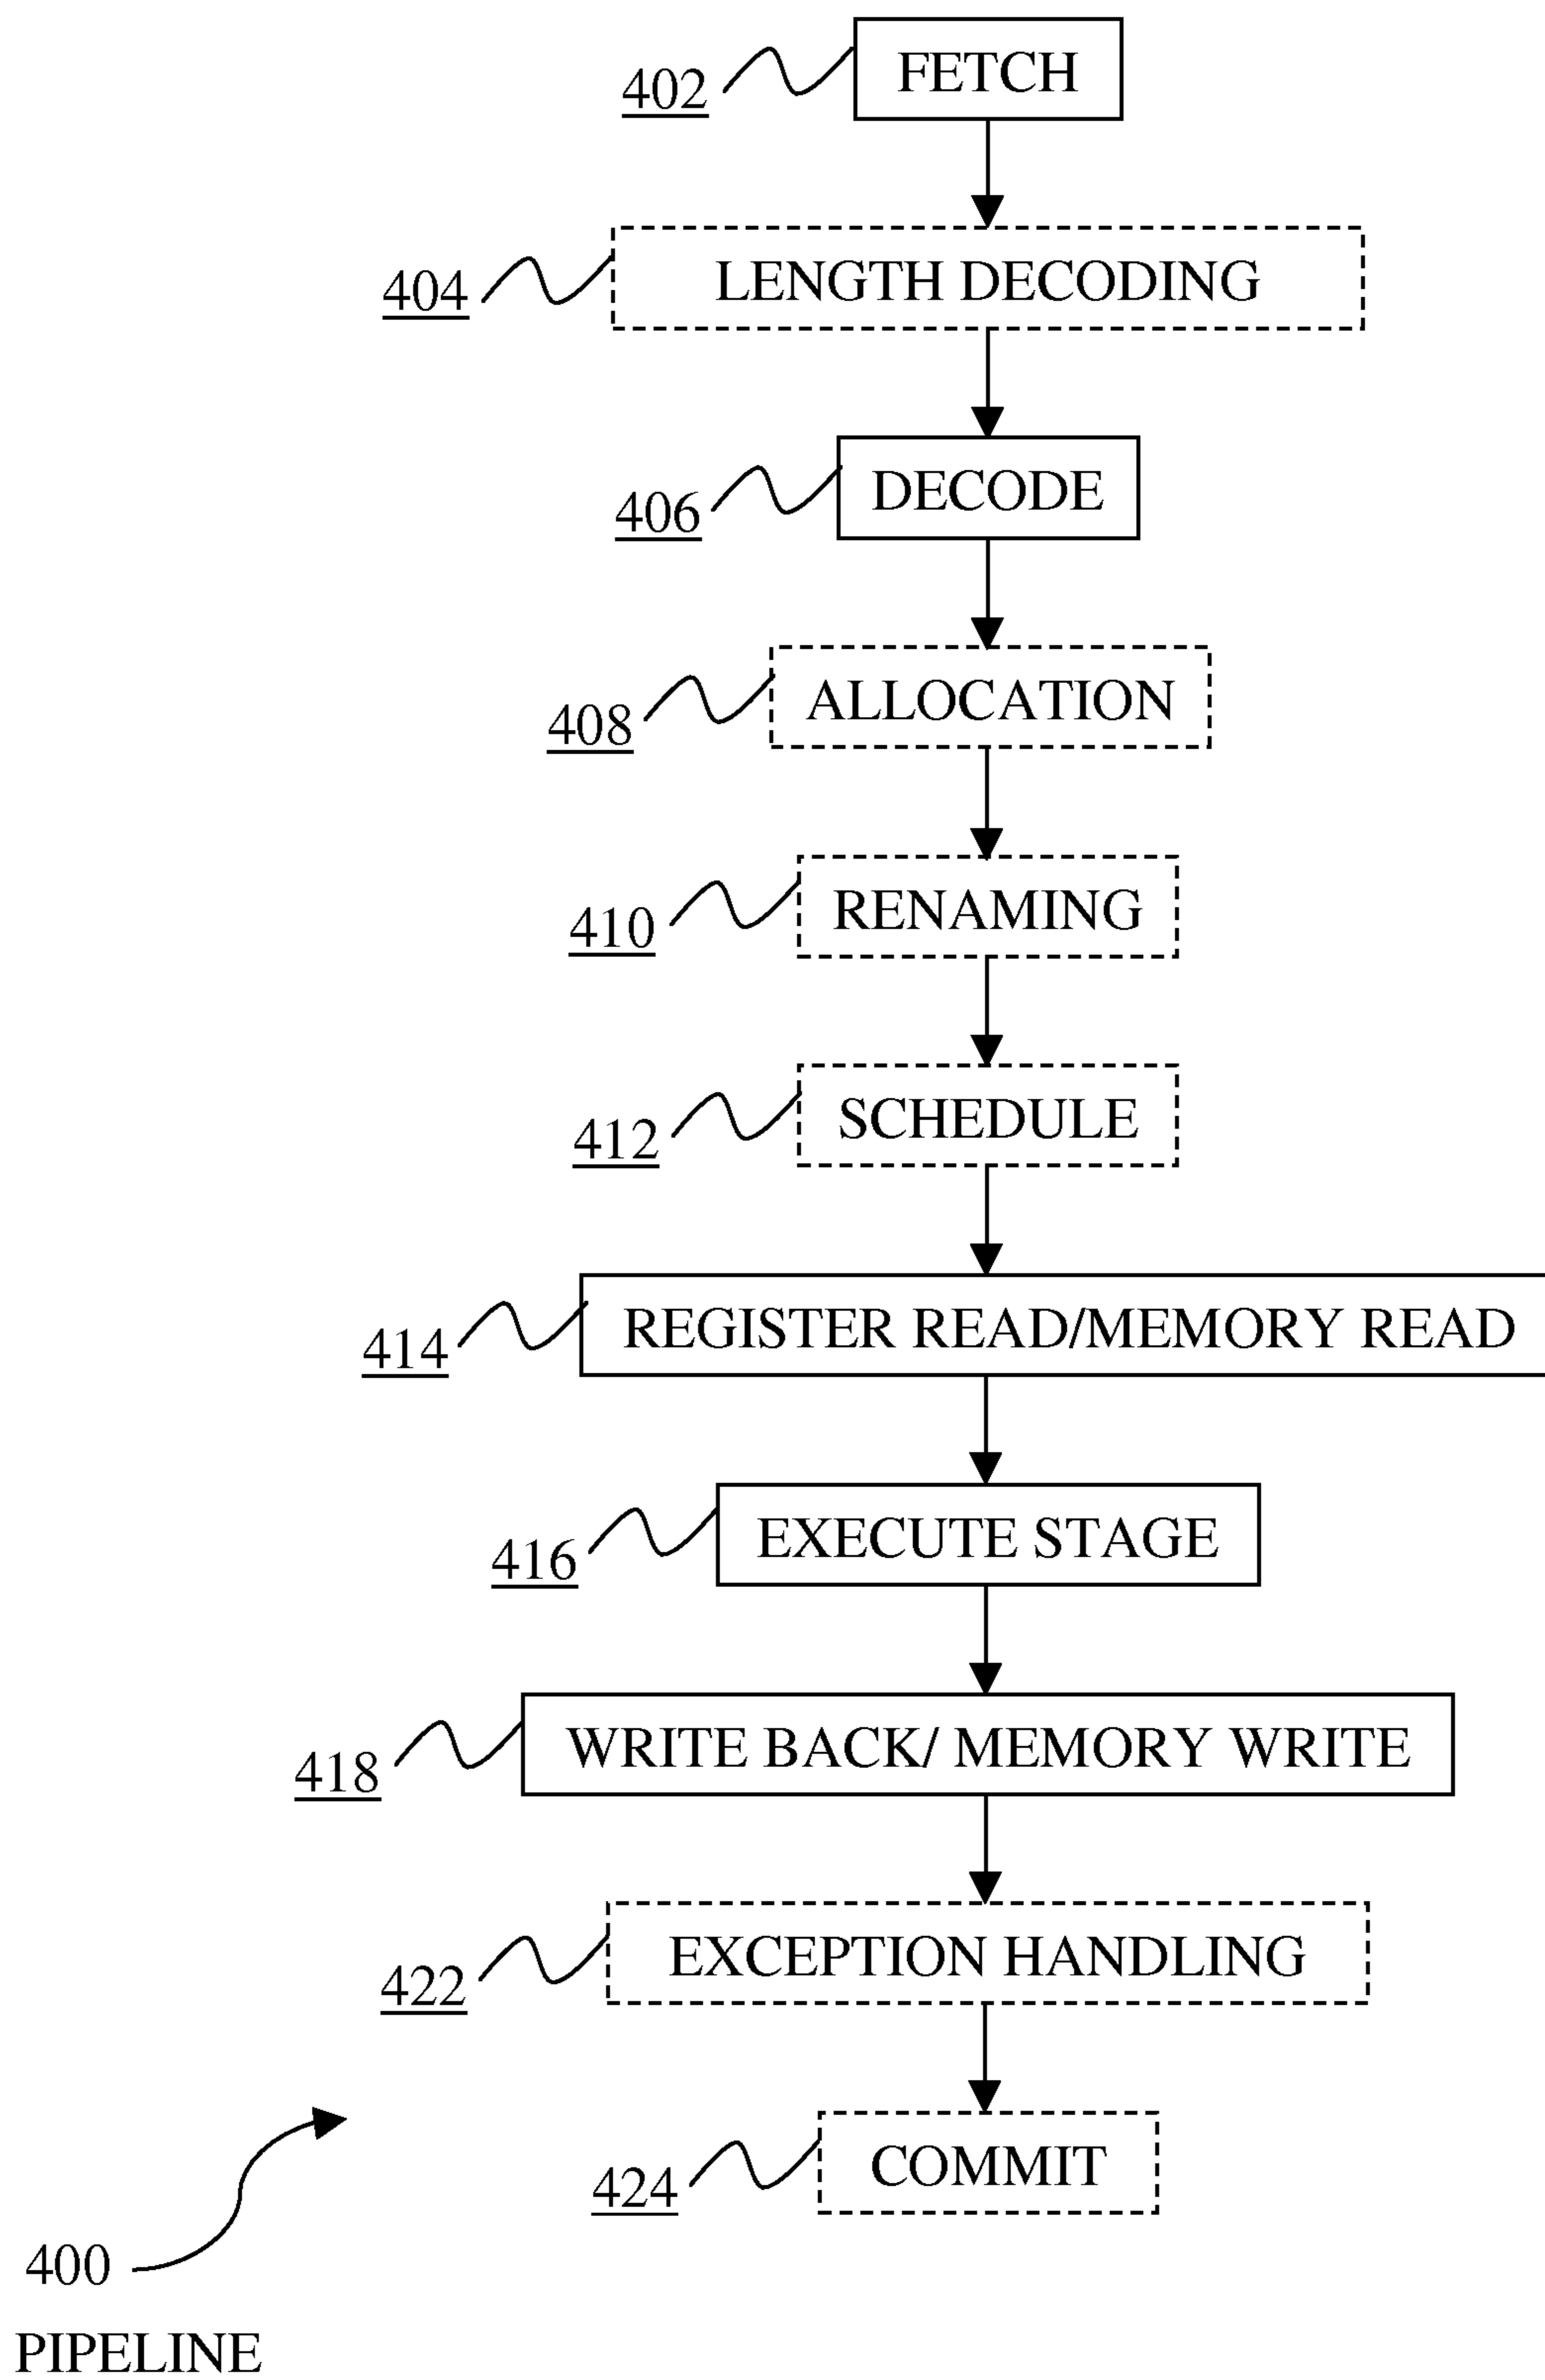 FETCH
402
LENGTH DECODING
404
DECODE
406
ALLOCATION
408
RENAMING
410
SCHEDULE
412
REGISTER READ/MEMORY READ
414
EXECUTE STAGE
416
WRITE BACK/ MEMORY WRITE
418
EXCEPTION HANDLING
422
COMMIT
424
400
PIPELINE